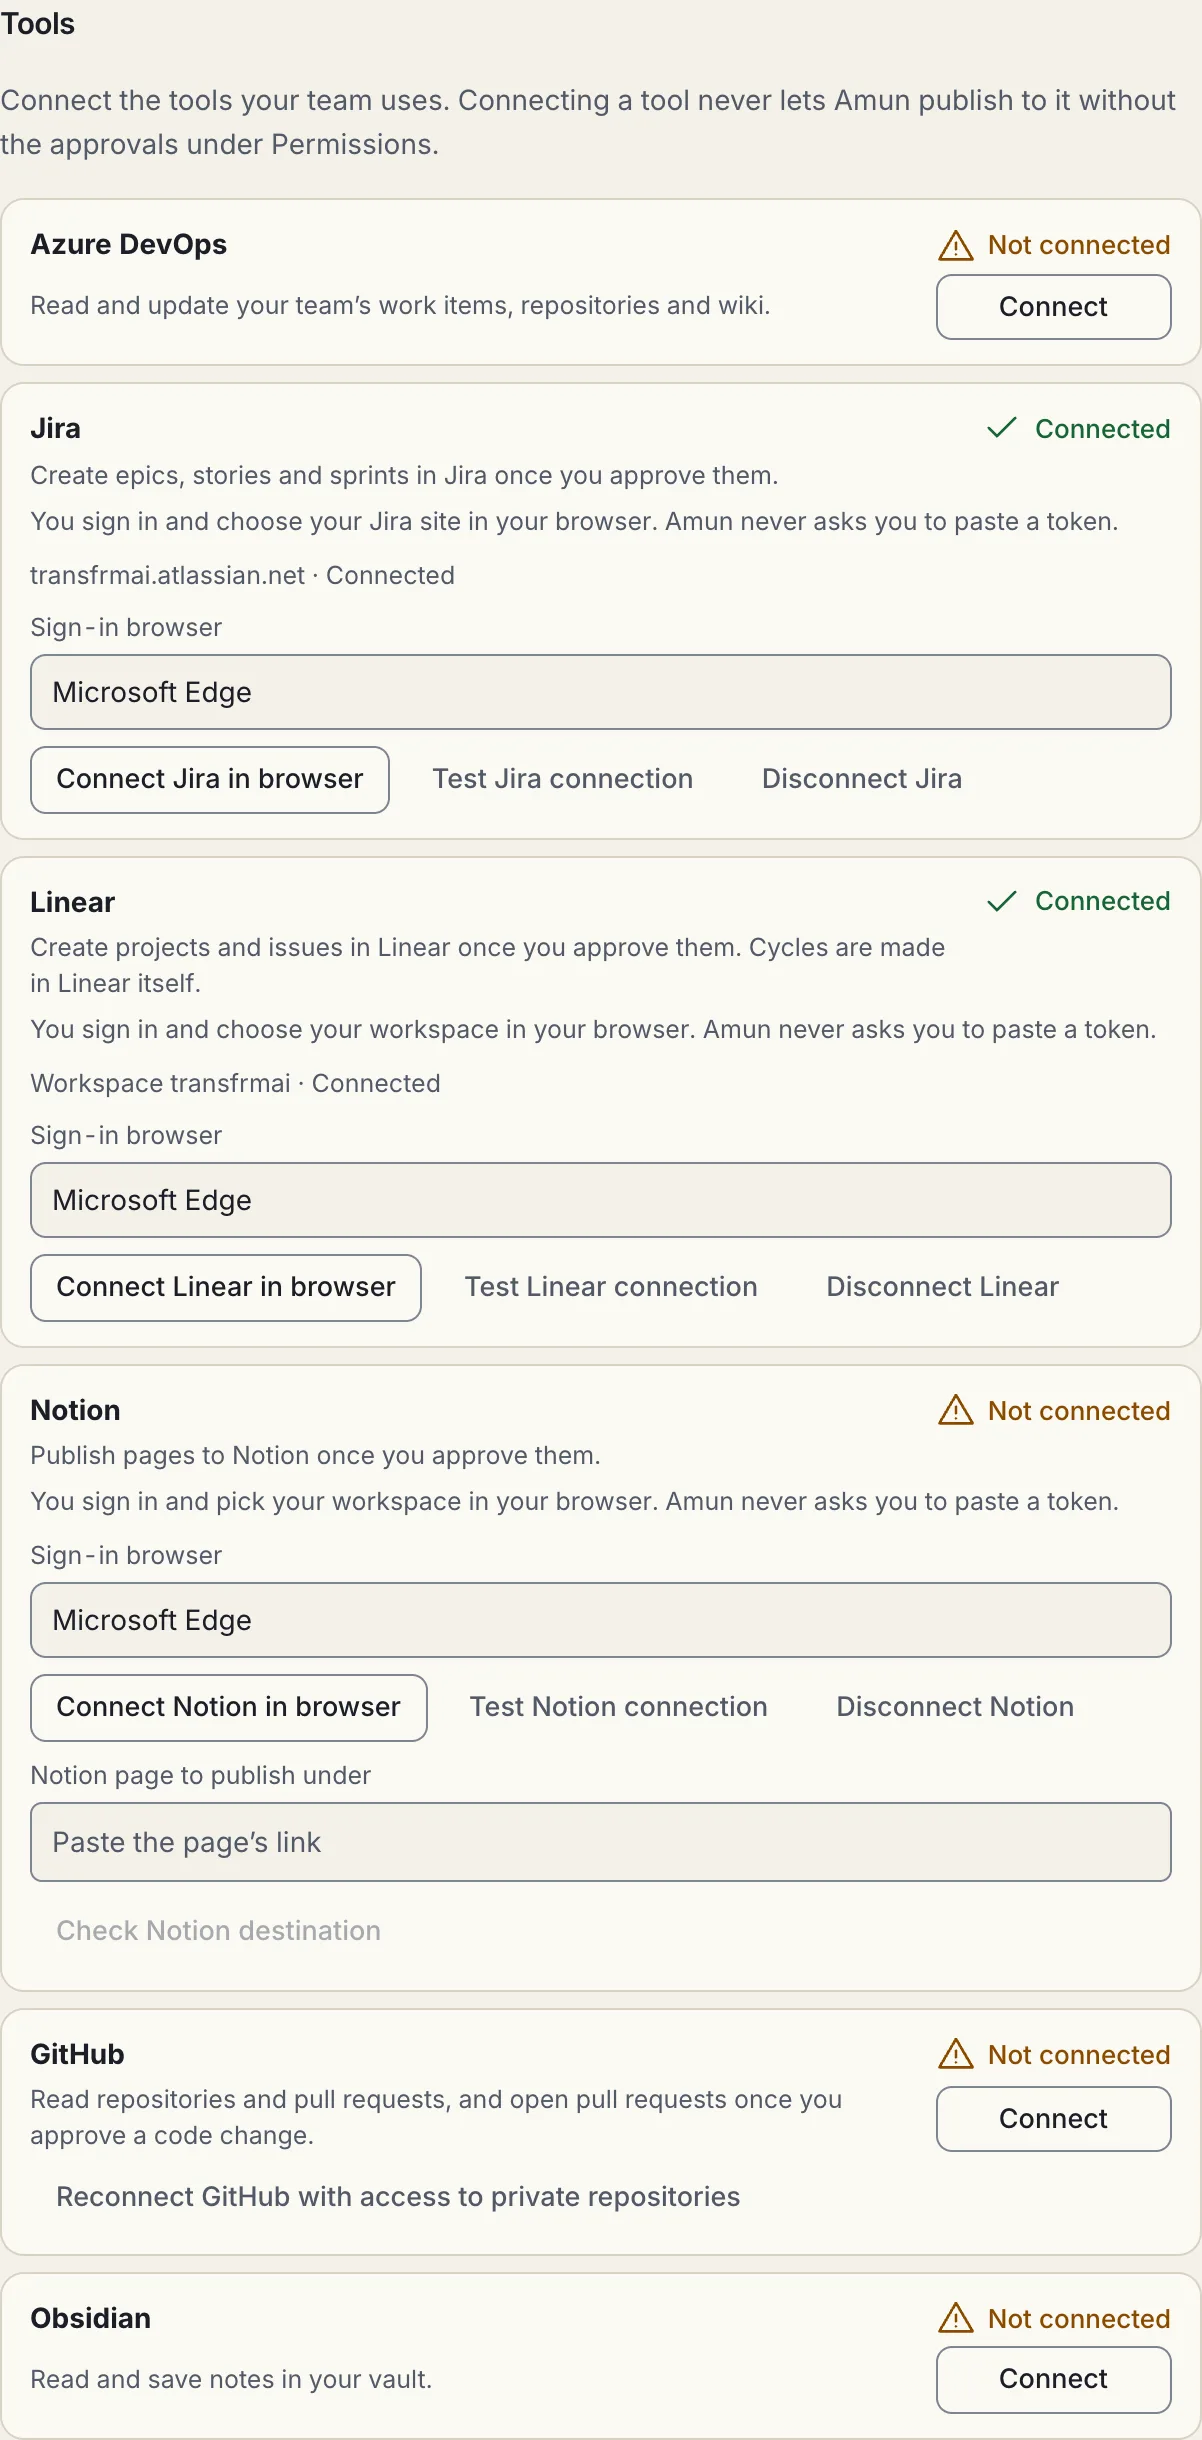 Tools
Connect the tools your team uses. Connecting a tool never lets Amun publish to it without
the approvals under Permissions.
Azure DevOps
Not connected
Read and update your team’s work items, repositories and wiki.
Connect
Jira
Connected
Create epics, stories and sprints in Jira once you approve them.
You sign in and choose your Jira site in your browser. Amun never asks you to paste a token.
transfrmai.atlassian.net · Connected
Sign-in browser
Microsoft Edge
Connect Jira in browser
Test Jira connection
Disconnect Jira
Linear
Connected
Create projects and issues in Linear once you approve them. Cycles are made
in Linear itself.
You sign in and choose your workspace in your browser. Amun never asks you to paste a token.
Workspace transfrmai · Connected
Sign-in browser
Microsoft Edge
Connect Linear in browser
Test Linear connection
Disconnect Linear
Notion
Not connected
Publish pages to Notion once you approve them.
You sign in and pick your workspace in your browser. Amun never asks you to paste a token.
Sign-in browser
Microsoft Edge
Connect Notion in browser
Test Notion connection
Disconnect Notion
Notion page to publish under
Paste the page’s link
Check Notion destination
GitHub
Not connected
Read repositories and pull requests, and open pull requests once you
approve a code change.
Connect
Reconnect GitHub with access to private repositories
Obsidian
Not connected
Read and save notes in your vault.
Connect